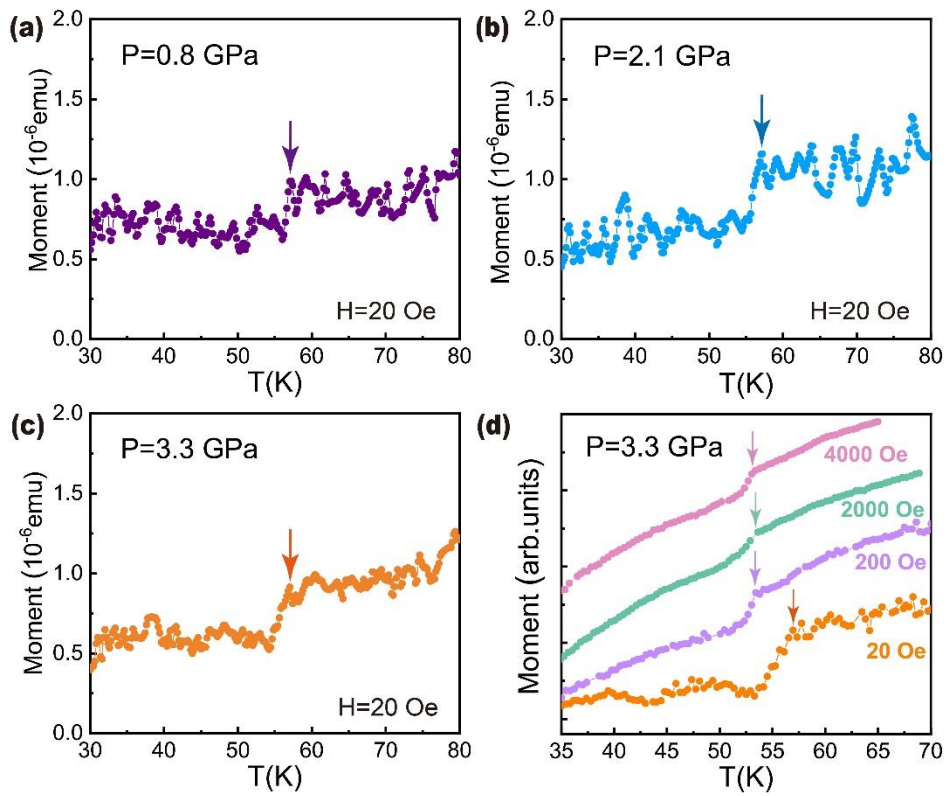 (a)
P=0.8 GPa
H=20 Oe
Moment (10⁻⁶emu)
2.0
1.5
1.0
0.5
0.0
30 40 50 60 70 80
T(K)
(b)
P=2.1 GPa
H=20 Oe
Moment (10⁻⁶emu)
2.0
1.5
1.0
0.5
0.0
30 40 50 60 70 80
T(K)
(c)
P=3.3 GPa
H=20 Oe
Moment (10⁻⁶emu)
2.0
1.5
1.0
0.5
0.0
30 40 50 60 70 80
T(K)
(d)
P=3.3 GPa
4000 Oe
2000 Oe
200 Oe
20 Oe
Moment (arb.units)
35 40 45 50 55 60 65 70
T(K)